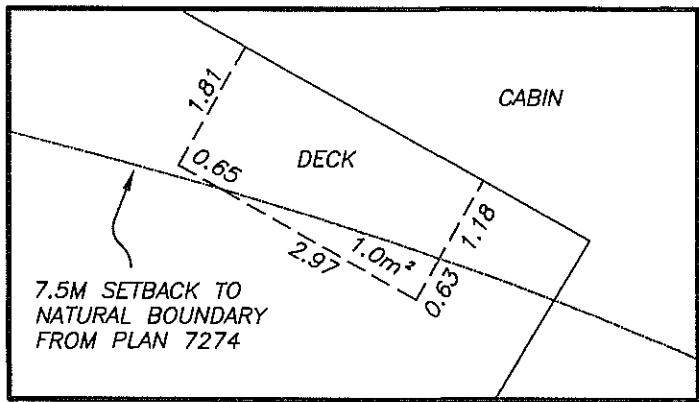 CABIN
1.81
DECK
0.65
1.18
1.0m²
2.97
0.63
7.5M SETBACK TO
NATURAL BOUNDARY
FROM PLAN 7274